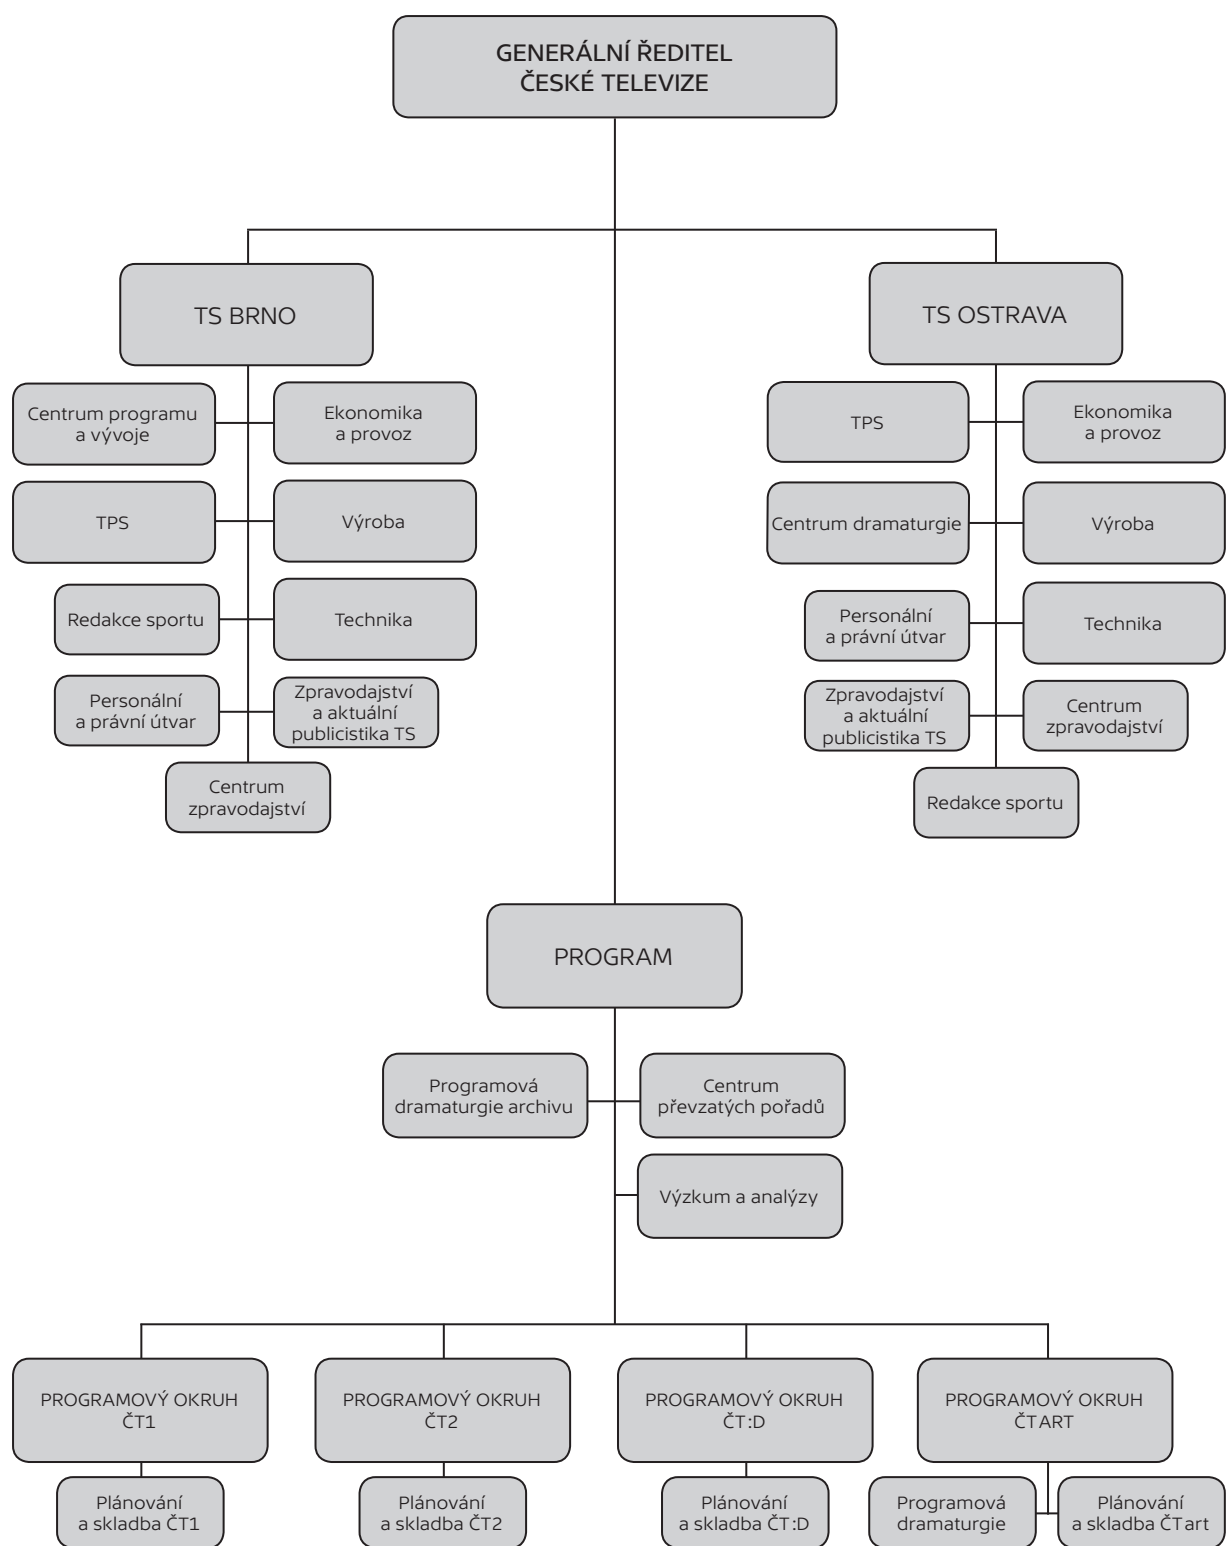 GENERÁLNÍ ŘEDITEL
ČESKÉ TELEVIZE
TS BRNO
Centrum programu
a vývoje
Ekonomika
a provoz
TPS
Výroba
Redakce sportu
Technika
Personální
a právní útvar
Zpravodajství
a aktuální
publicistika TS
Centrum
zpravodajství
TS OSTRAVA
TPS
Ekonomika
a provoz
Centrum dramaturgie
Výroba
Personální
a právní útvar
Technika
Zpravodajství
a aktuální
publicistika TS
Centrum
zpravodajství
Redakce sportu
PROGRAM
Programová
dramaturgie archivu
Centrum
převzatých pořadů
Výzkum a analýzy
PROGRAMOVÝ OKRUH
ČT1
Plánování
a skladba ČT1
PROGRAMOVÝ OKRUH
ČT2
Plánování
a skladba ČT2
PROGRAMOVÝ OKRUH
ČT:D
Plánování
a skladba ČT:D
PROGRAMOVÝ OKRUH
ČT ART
Programová
dramaturgie
Plánování
a skladba ČT art